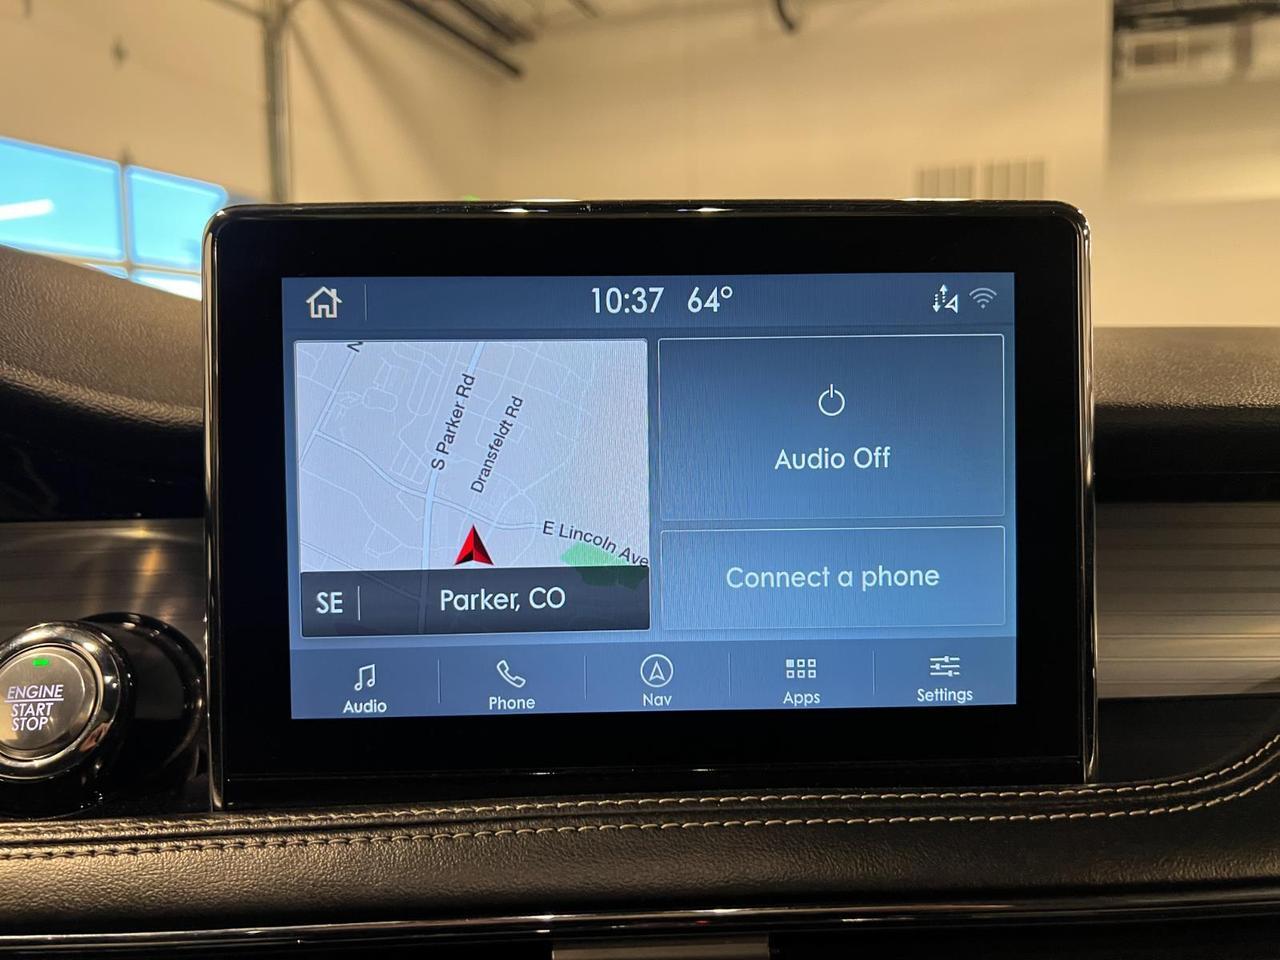 10:37 64°
N
S Parker Rd
Dransfeldt Rd
E Lincoln Ave
SE
Parker, CO
Audio Off
Connect a phone
Audio
Phone
Nav
Apps
Settings
ENGINE
START
STOP